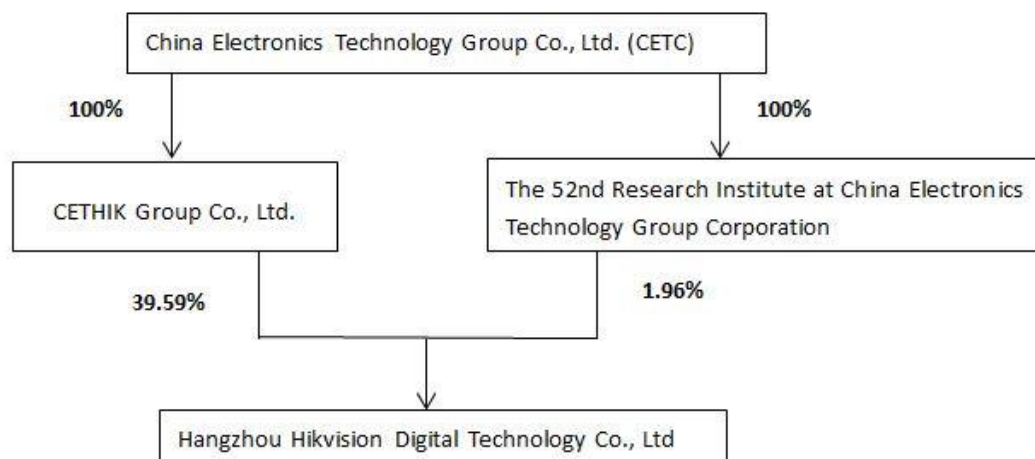 China Electronics Technology Group Co., Ltd. (CETC)
100%
100%
CETHIK Group Co., Ltd.
The 52nd Research Institute at China Electronics
Technology Group Corporation
39.59%
1.96%
Hangzhou Hikvision Digital Technology Co., Ltd